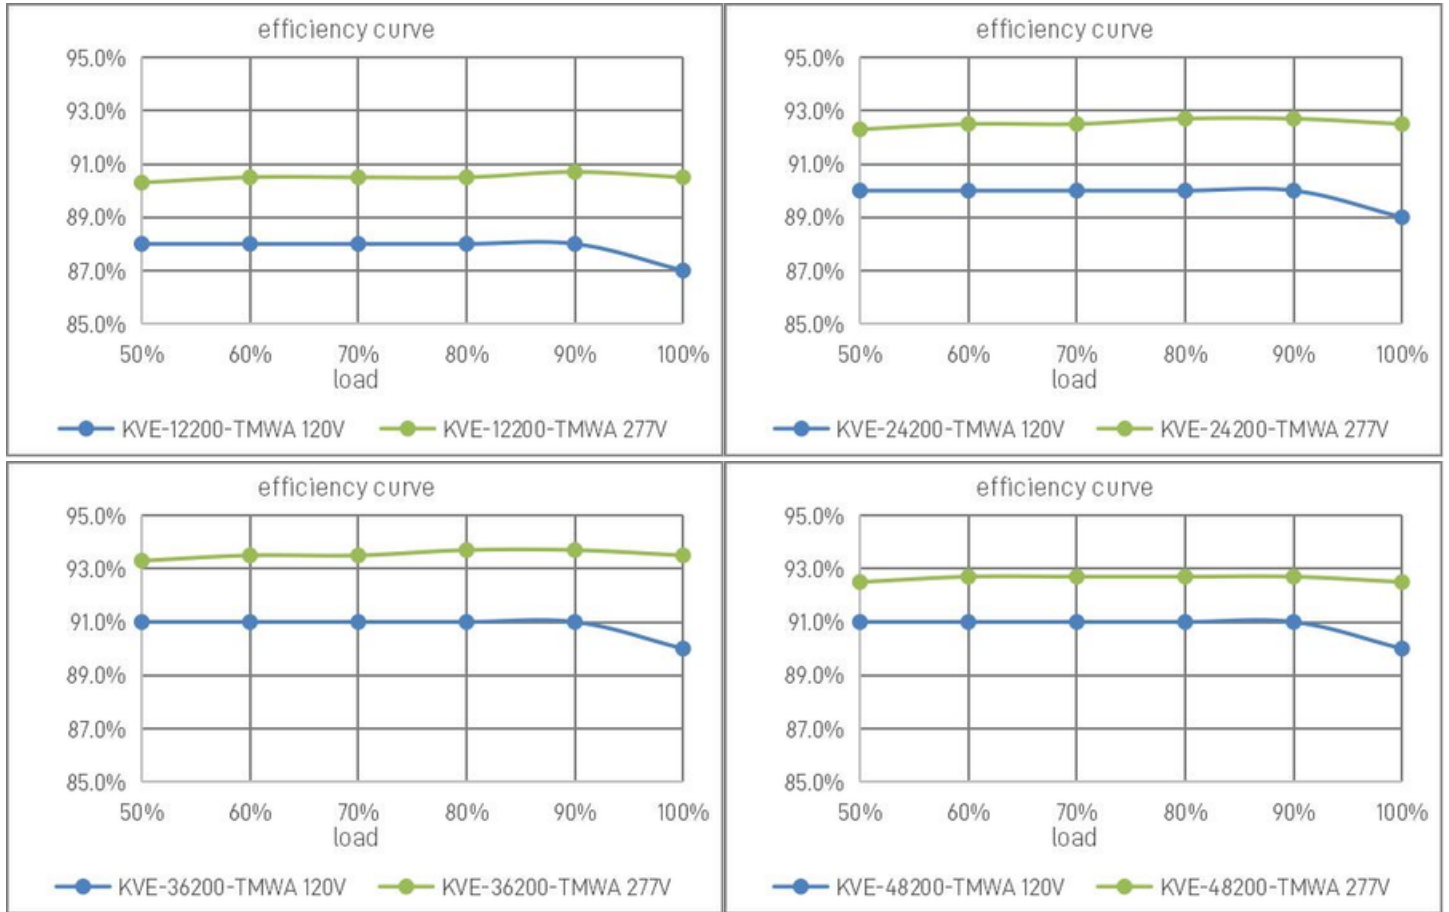 efficiency curve
95.0%
93.0%
91.0%
89.0%
87.0%
85.0%
50% 60% 70% 80% 90% 100%
load
KVE-12200-TMWA 120V KVE-12200-TMWA 277V
efficiency curve
95.0%
93.0%
91.0%
89.0%
87.0%
85.0%
50% 60% 70% 80% 90% 100%
load
KVE-24200-TMWA 120V KVE-24200-TMWA 277V
efficiency curve
95.0%
93.0%
91.0%
89.0%
87.0%
85.0%
50% 60% 70% 80% 90% 100%
load
KVE-36200-TMWA 120V KVE-36200-TMWA 277V
efficiency curve
95.0%
93.0%
91.0%
89.0%
87.0%
85.0%
50% 60% 70% 80% 90% 100%
load
KVE-48200-TMWA 120V KVE-48200-TMWA 277V